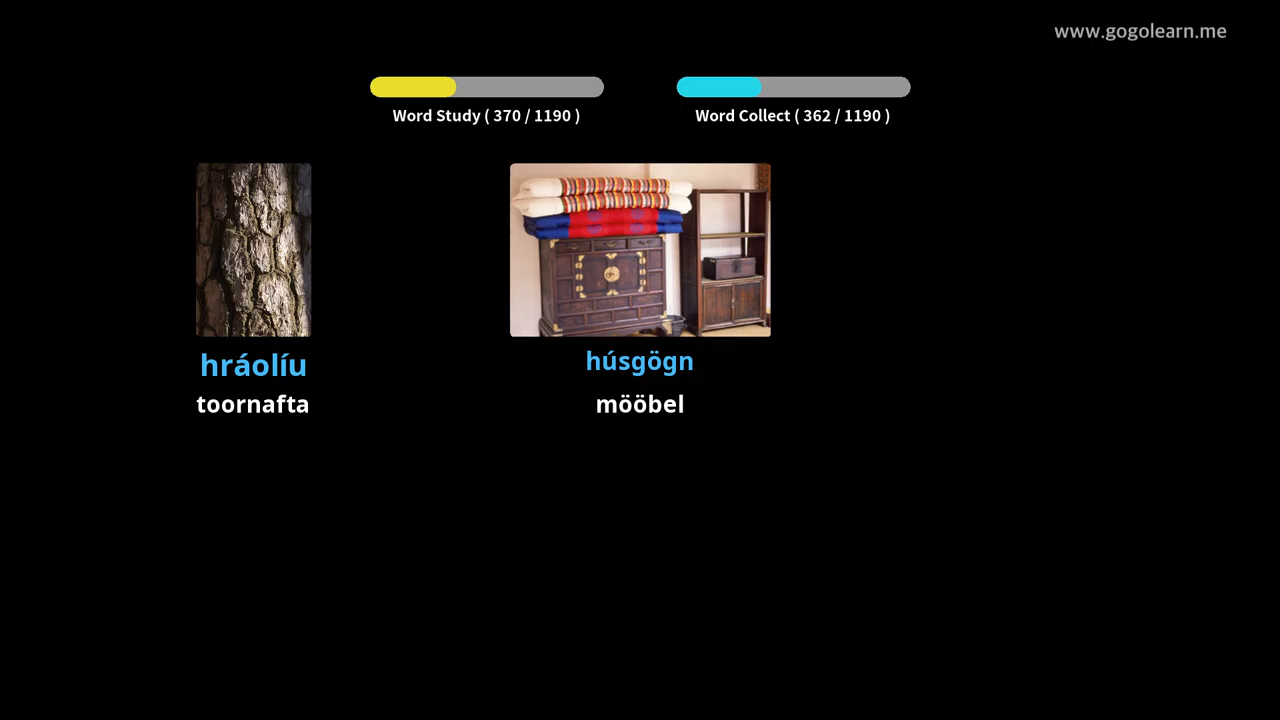 www.gogolearn.me
Word Study ( 370 / 1190 )
Word Collect ( 362 / 1190 )
hráolíu
toornafta
húsgögn
mööbel